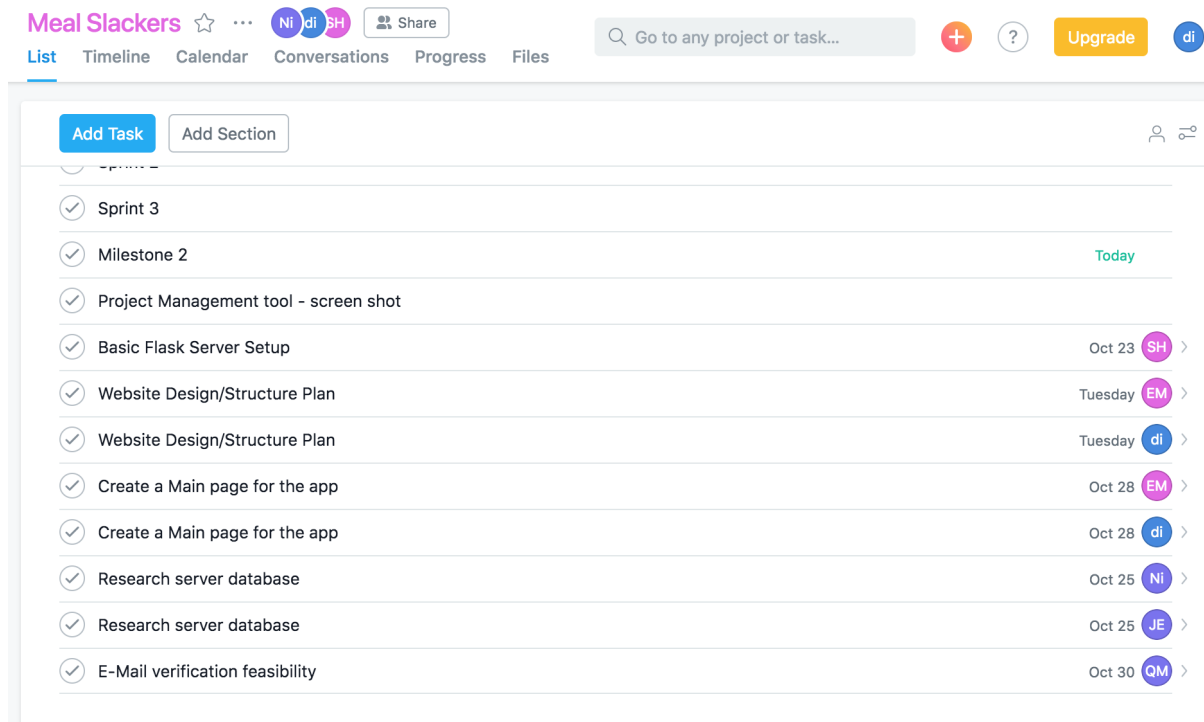 Meal Slackers
Ni di SH
Share
Go to any project or task...
?
Upgrade
di
List Timeline Calendar Conversations Progress Files
Add Task Add Section
Sprint 3
Milestone 2 Today
Project Management tool - screen shot
Basic Flask Server Setup Oct 23 SH
Website Design/Structure Plan Tuesday EM
Website Design/Structure Plan Tuesday di
Create a Main page for the app Oct 28 EM
Create a Main page for the app Oct 28 di
Research server database Oct 25 Ni
Research server database Oct 25 JE
E-Mail verification feasibility Oct 30 QM